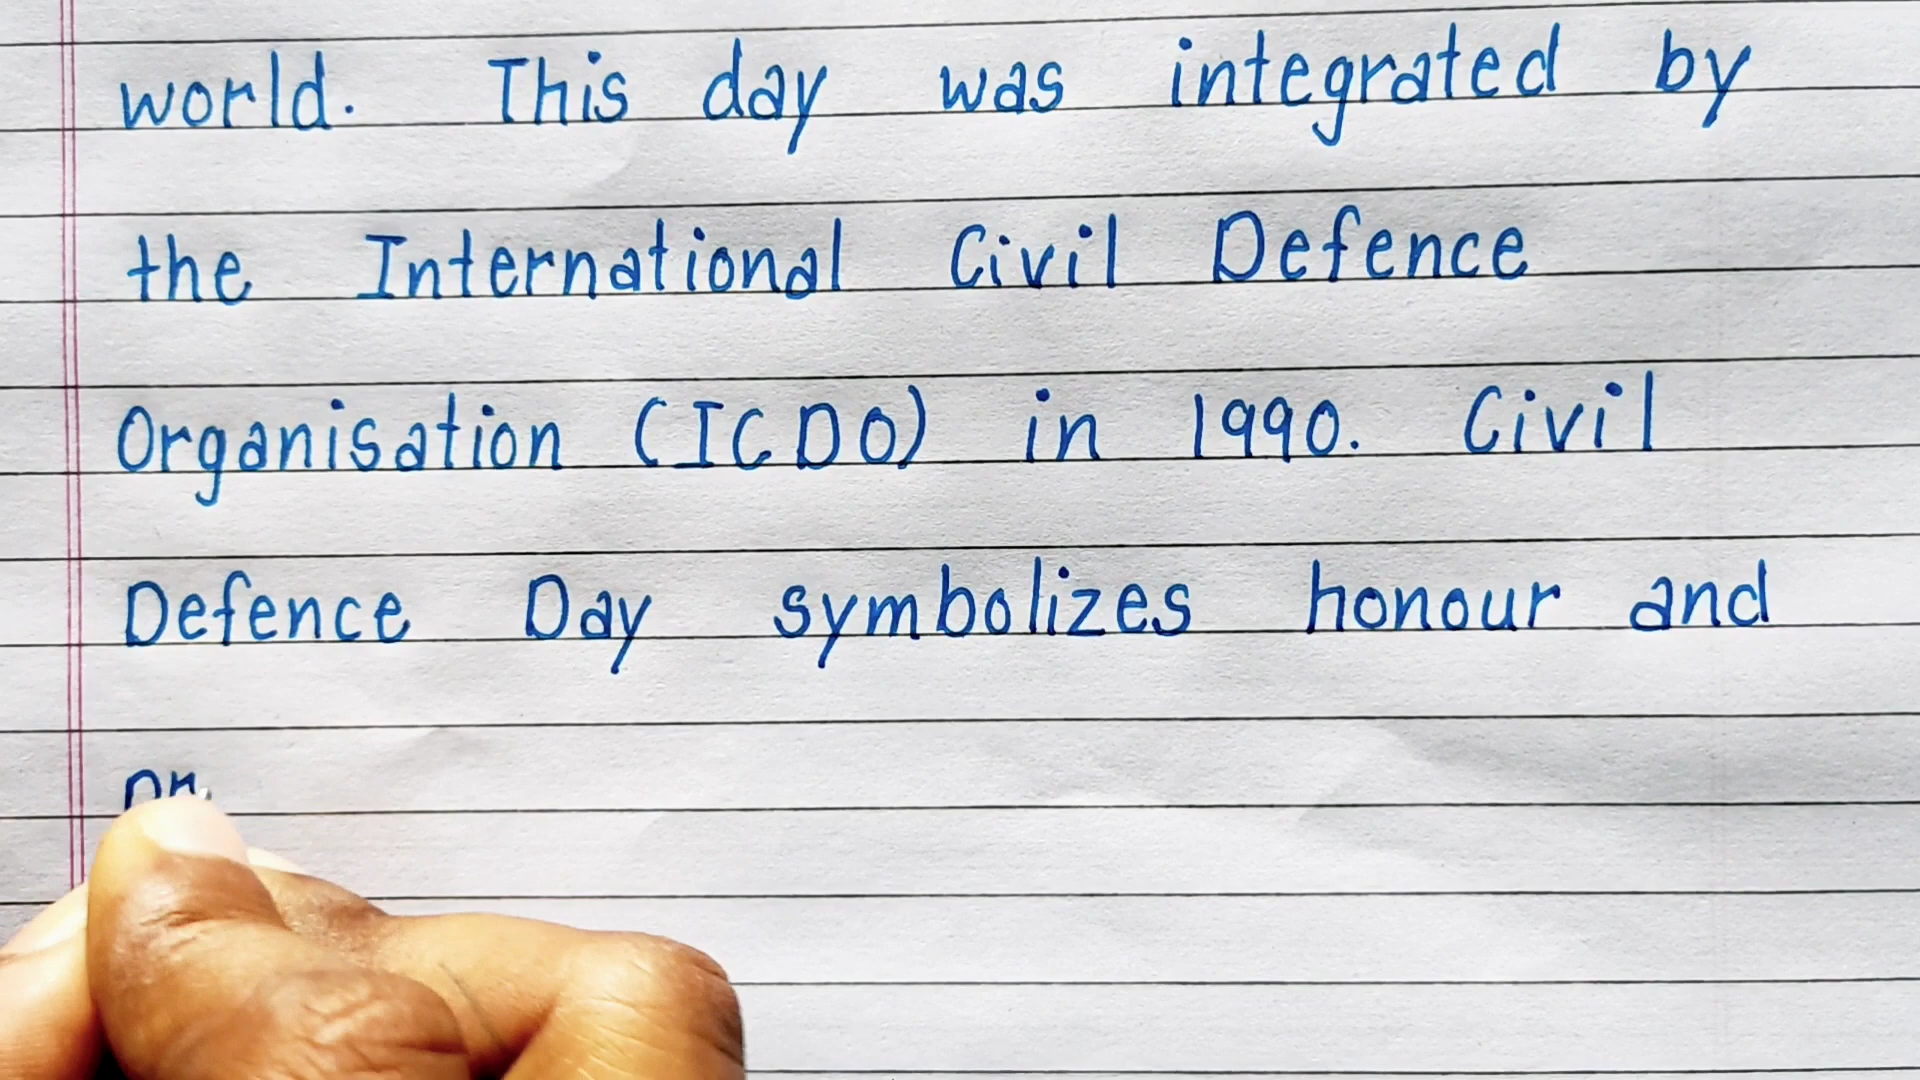 world. This day was integrated by
the International Civil Defence
Organisation (ICDO) in 1990. Civil
Defence Day symbolizes honour and